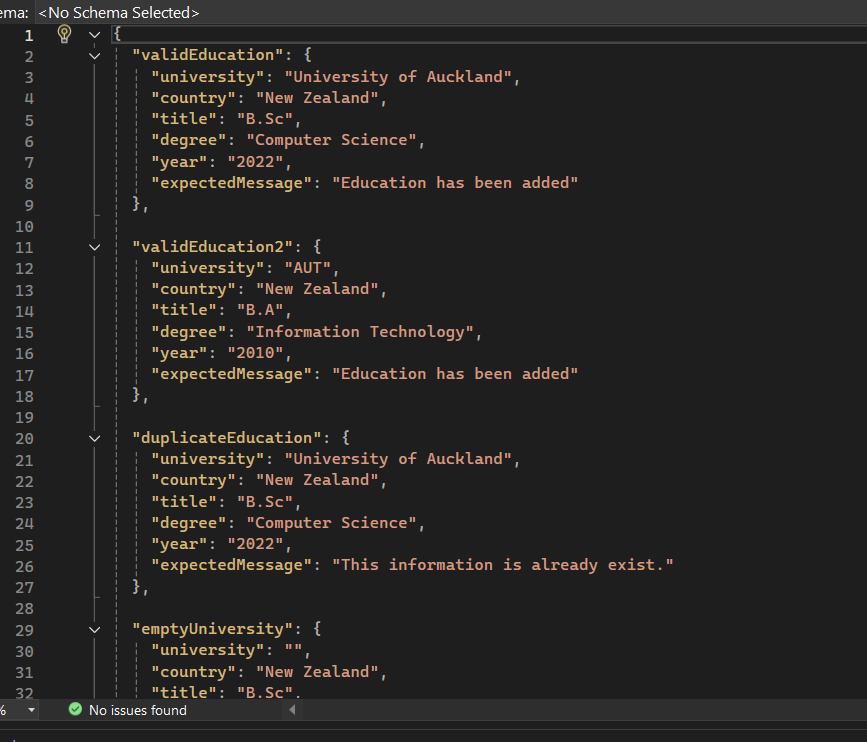 ema: <No Schema Selected>
1 {
2 "validEducation": {
3 "university": "University of Auckland",
4 "country": "New Zealand",
5 "title": "B.Sc",
6 "degree": "Computer Science",
7 "year": "2022",
8 "expectedMessage": "Education has been added"
9 },
10
11 "validEducation2": {
12 "university": "AUT",
13 "country": "New Zealand",
14 "title": "B.A",
15 "degree": "Information Technology",
16 "year": "2010",
17 "expectedMessage": "Education has been added"
18 },
19
20 "duplicateEducation": {
21 "university": "University of Auckland",
22 "country": "New Zealand",
23 "title": "B.Sc",
24 "degree": "Computer Science",
25 "year": "2022",
26 "expectedMessage": "This information is already exist."
27 },
28
29 "emptyUniversity": {
30 "university": "",
31 "country": "New Zealand",
32 "title": "B.Sc",
% No issues found